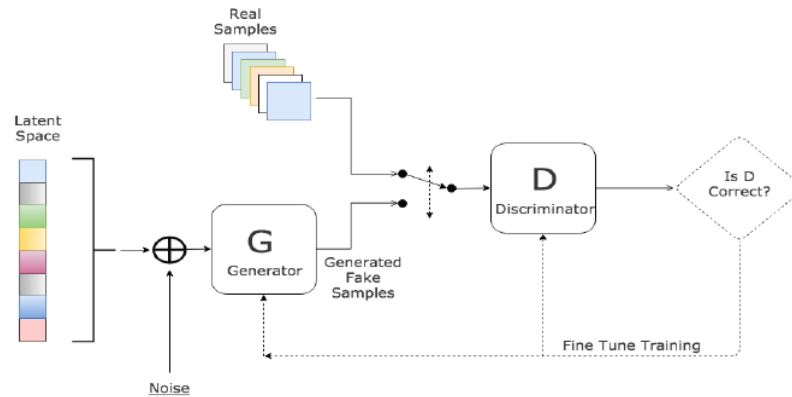 Real
Samples
Latent
Space
G
Generator
Generated
Fake
Samples
D
Discriminator
Is D
Correct?
Fine Tune Training
Noise